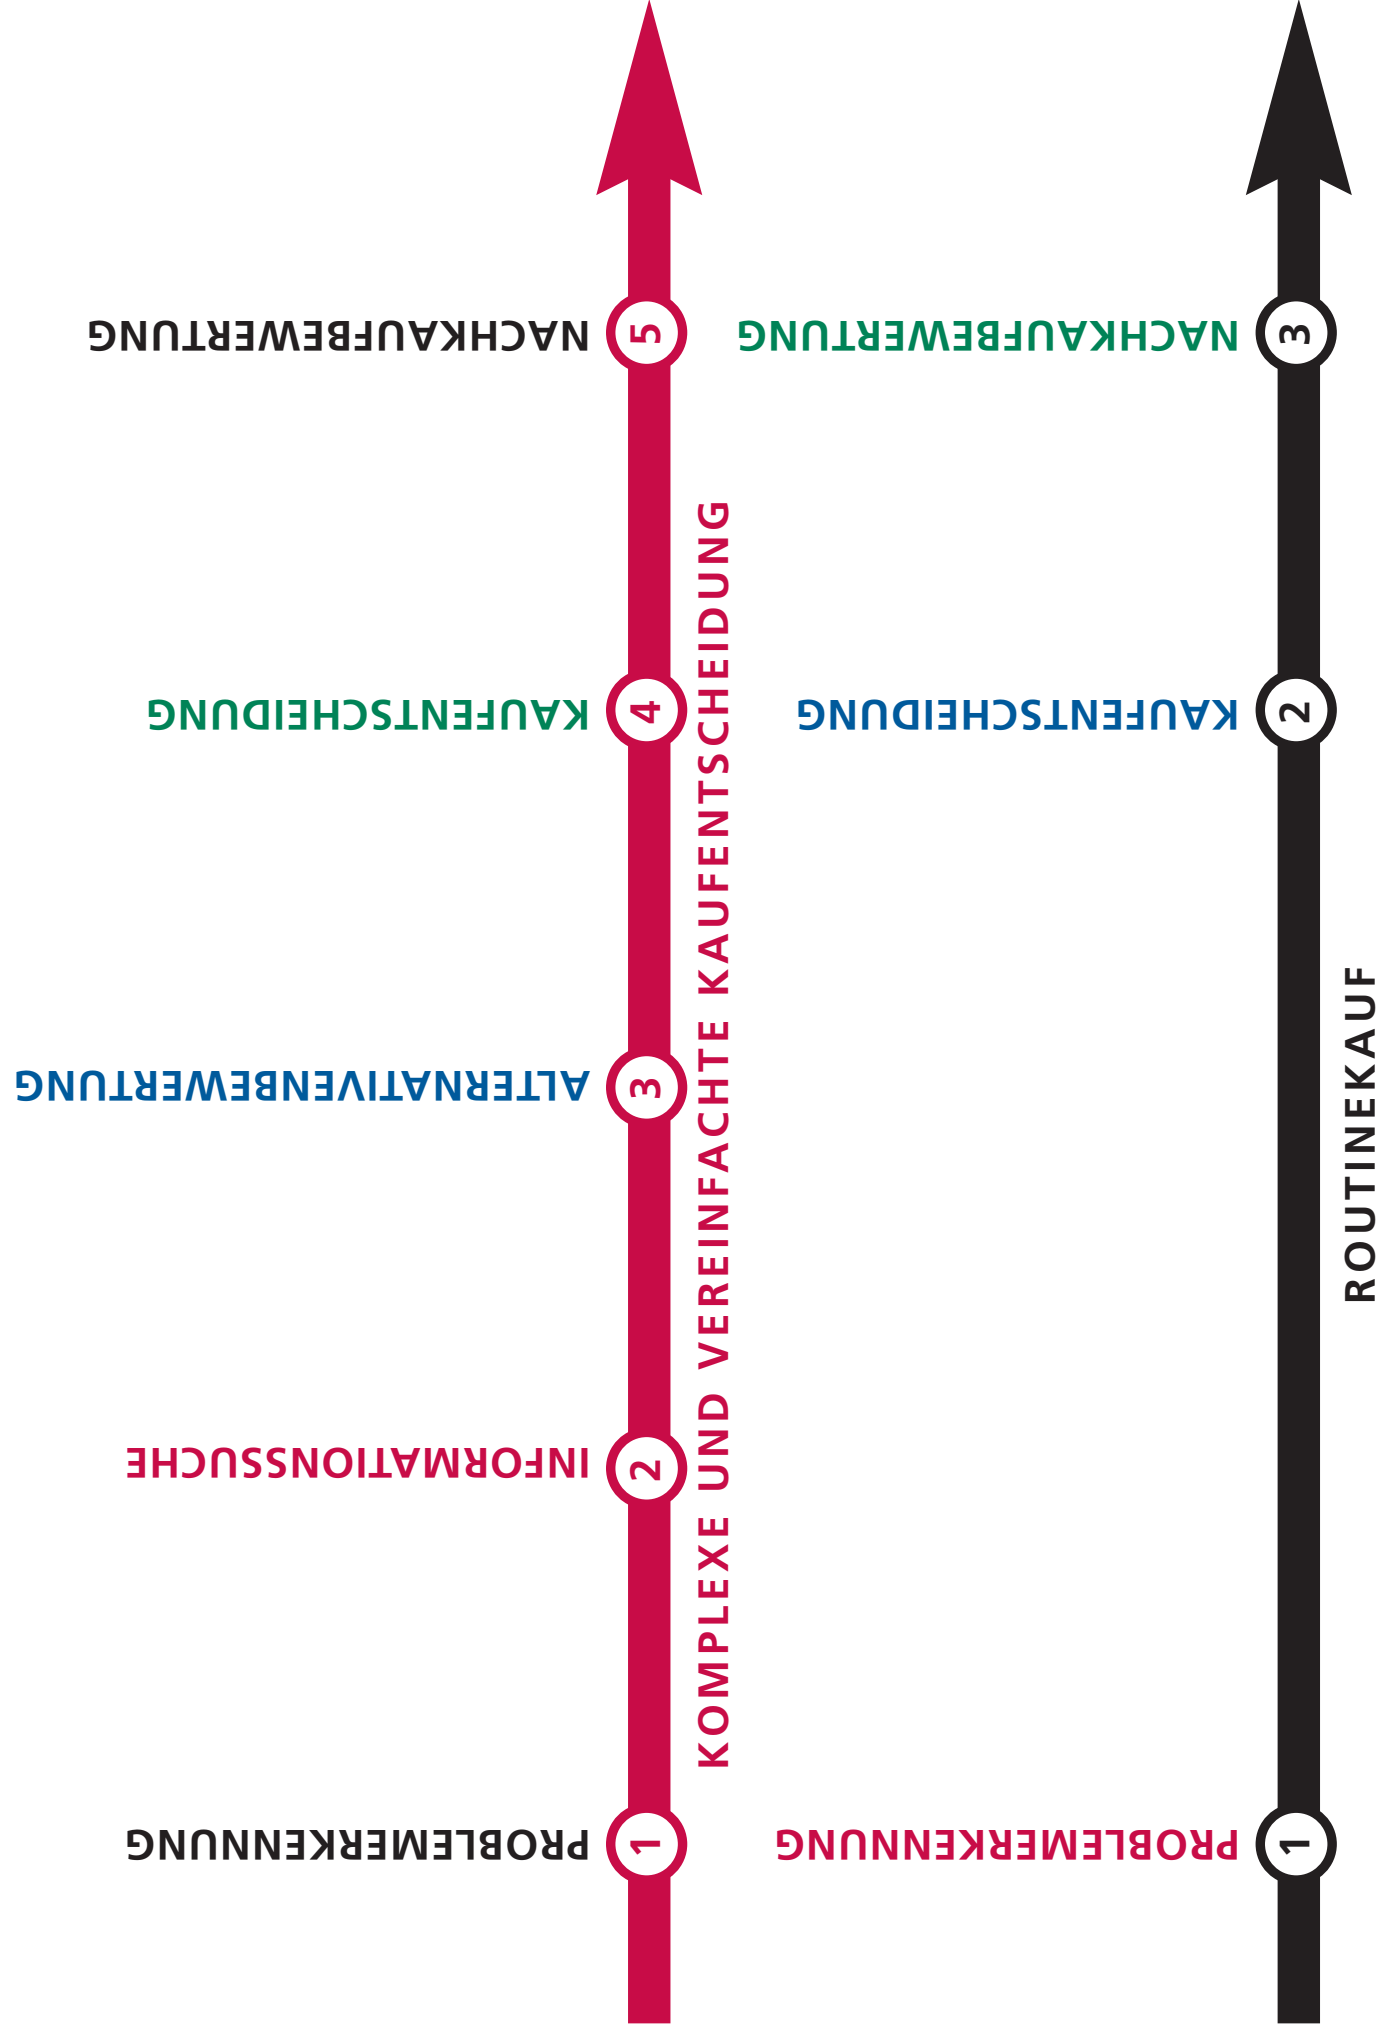 KOMPLEXE UND VEREINFACHTE KAUFENTSCHEIDUNG
1
PROBLEMERKENNUNG
2
INFORMATIONSSUCHE
3
ALTERNATIVENBEWERTUNG
4
KAUFENTSCHEIDUNG
5
NACHKAUFBEWERTUNG
ROUTINEKAUF
1
PROBLEMERKENNUNG
2
KAUFENTSCHEIDUNG
3
NACHKAUFBEWERTUNG